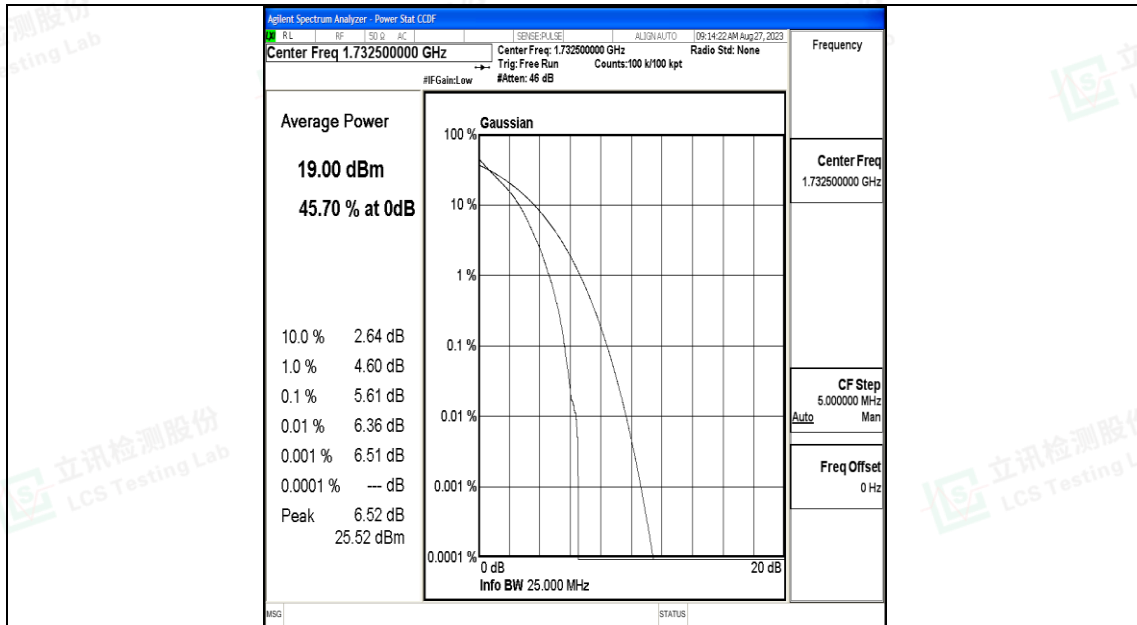 Agilent Spectrum Analyzer - Power Stat CCDF
RL RF 50 Ω AC SENSE:PULSE ALIGN AUTO 09:14:22 AM Aug 27, 2023
Center Freq 1.732500000 GHz
Center Freq: 1.732500000 GHz Radio Std: None
Trig: Free Run Counts:100 k/100 kpt
#IFGain:Low #Atten: 46 dB
Frequency
Average Power
19.00 dBm
45.70 % at 0dB
10.0 % 2.64 dB
1.0 % 4.60 dB
0.1 % 5.61 dB
0.01 % 6.36 dB
0.001 % 6.51 dB
0.0001 % --- dB
Peak 6.52 dB
25.52 dBm
Gaussian
100 %
10 %
1 %
0.1 %
0.01 %
0.001 %
0.0001 %
0 dB 20 dB
Info BW 25.000 MHz
Center Freq
1.732500000 GHz
CF Step
5.000000 MHz
Auto Man
Freq Offset
0 Hz
MSG STATUS
立讯检测股份
LCS Testing Lab